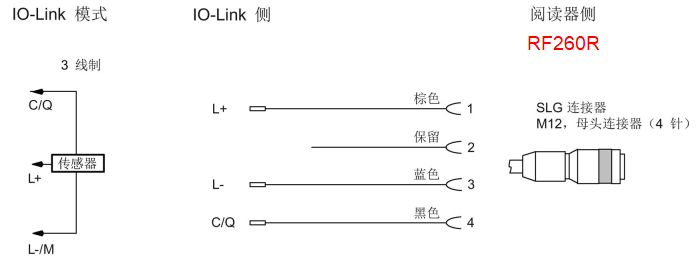 IO-Link 模式
3 线制
C/Q
传感器
L+
L-/M
IO-Link 侧
L+ 棕色 1
保留 2
L- 蓝色 3
C/Q 黑色 4
阅读器侧
RF260R
SLG 连接器
M12，母头连接器（4 针）